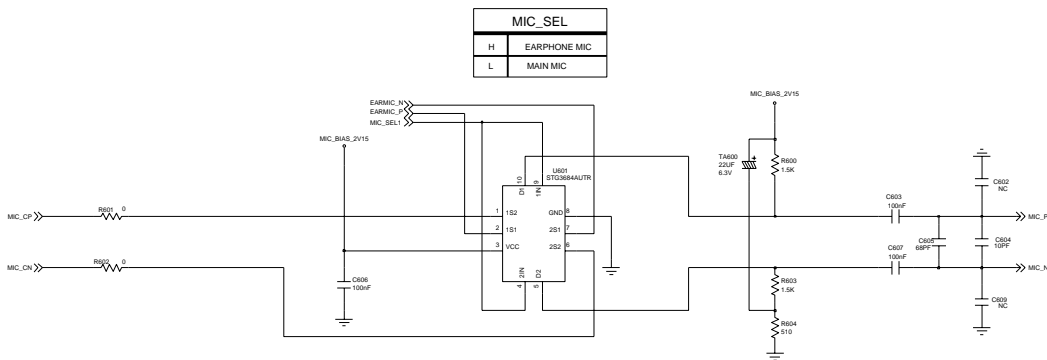 MIC_SEL
H EARPHONE MIC
L MAIN MIC
EARMIC_N
EARMIC_P
MIC_SEL1
MIC_BIAS_2V15
MIC_BIAS_2V15
U601
STG3684AUTR
TA600
22UF
6.3V
R600
1.5K
C602
NC
C603
100nF
MIC_CP
R601 0
1 1S2
2 1S1
3 VCC
10 D1
9 1IN
GND 8
2S1 7
2S2 6
2IN 4
D2 5
MIC_P
C605
68PF
C604
10PF
C607
100nF
MIC_CN
R602 0
MIC_N
C606
100nF
R603
1.5K
C609
NC
R604
510